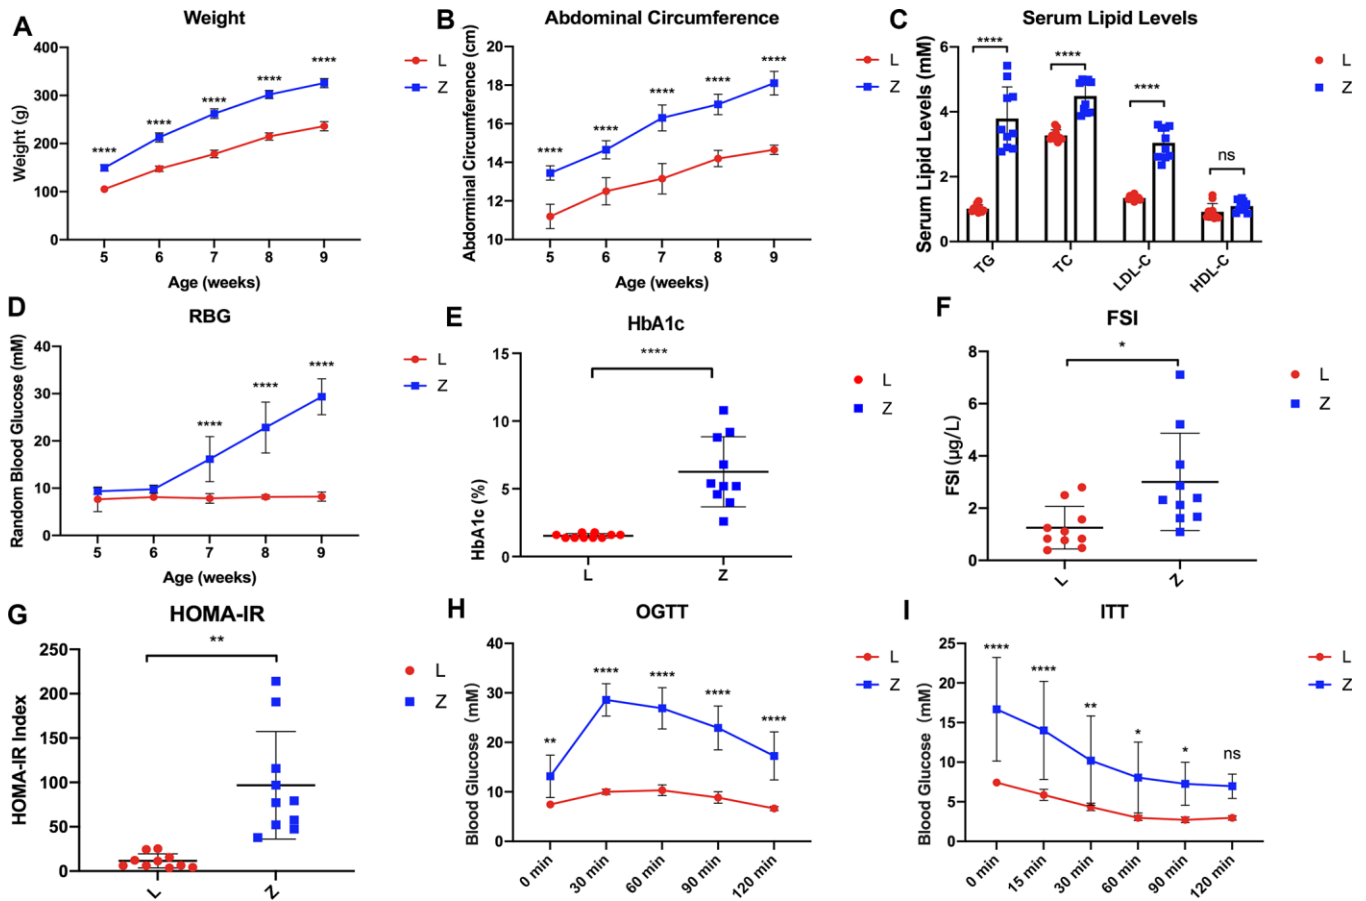 A
Weight
400
300
200
100
0
Weight (g)
****
****
****
****
****
5 6 7 8 9
Age (weeks)
L
Z
B
Abdominal Circumference
20
18
16
14
12
10
Abdorminal Circumference (cm)
****
****
****
****
****
5 6 7 8 9
Age (weeks)
L
Z
C
Serum Lipid Levels
6
4
2
0
Serum Lipid Levels (mM)
****
****
****
ns
TG TC LDL-C HDL-C
L
Z
D
RBG
40
30
20
10
0
Random Blood Glucose (mM)
****
****
****
5 6 7 8 9
Age (weeks)
L
Z
E
HbA1c
15
10
5
0
HbA1c (%)
****
L Z
L
Z
F
FSI
8
6
4
2
0
FSI (μg/L)
*
L Z
L
Z
G
HOMA-IR
250
200
150
100
50
0
HOMA-IR Index
**
L Z
L
Z
H
OGTT
40
30
20
10
0
Blood Glucose (mM)
**
****
****
****
****
0 min 30 min 60 min 90 min 120 min
L
Z
I
ITT
25
20
15
10
5
0
Blood Glucose (mM)
****
****
**
*
*
ns
0 min 15 min 30 min 60 min 90 min 120 min
L
Z